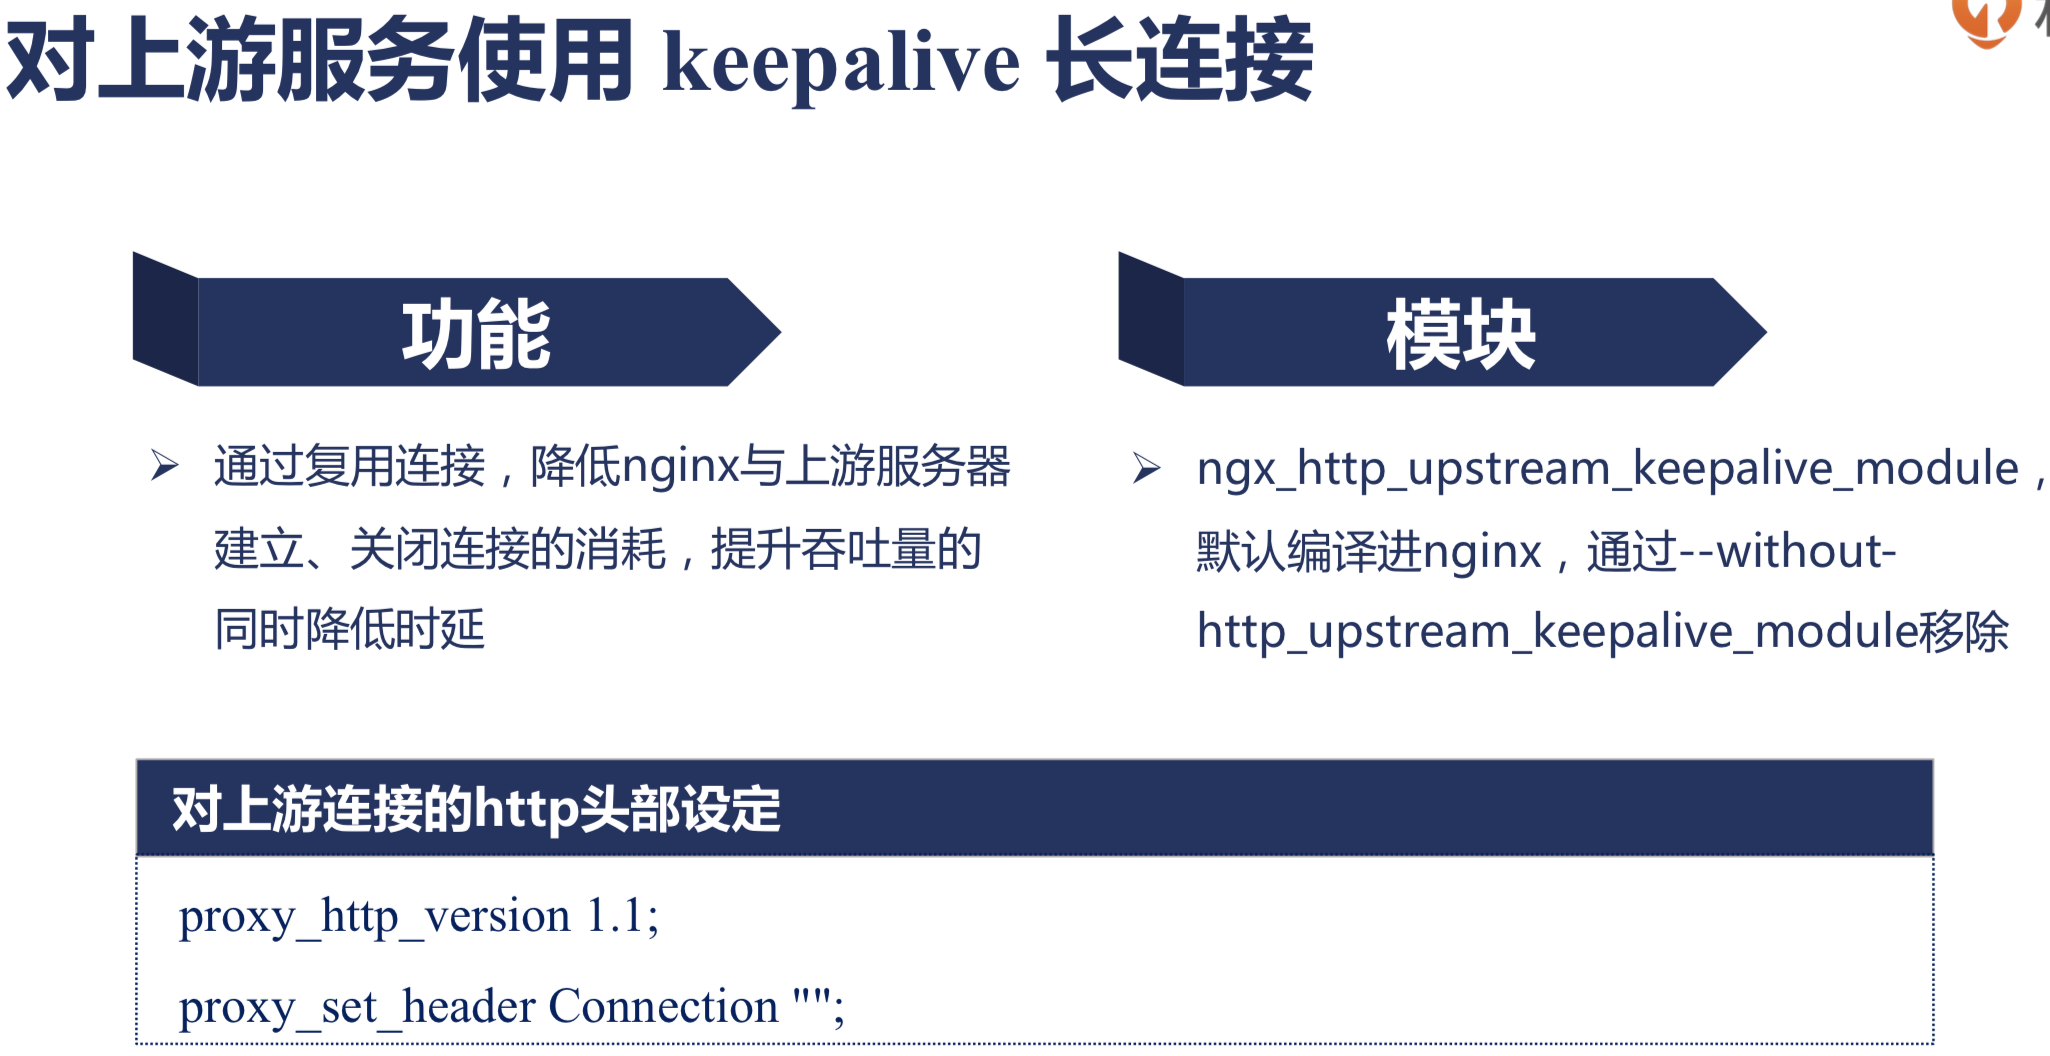 对上游服务使用 keepalive 长连接
功能
通过复用连接，降低nginx与上游服务器
建立、关闭连接的消耗，提升吞吐量的
同时降低时延
模块
ngx_http_upstream_keepalive_module，
默认编译进nginx，通过--without-
http_upstream_keepalive_module移除
对上游连接的http头部设定
proxy_http_version 1.1;
proxy_set_header Connection "";